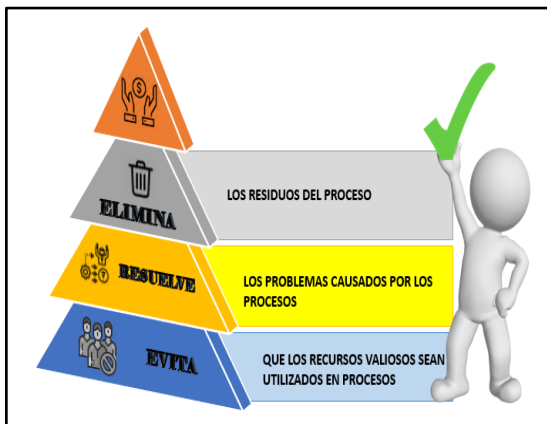 $
ELIMINA
LOS RESIDUOS DEL PROCESO
RESUELVE
LOS PROBLEMAS CAUSADOS POR LOS
PROCESOS
EVITA
QUE LOS RECURSOS VALIOSOS SEAN
UTILIZADOS EN PROCESOS